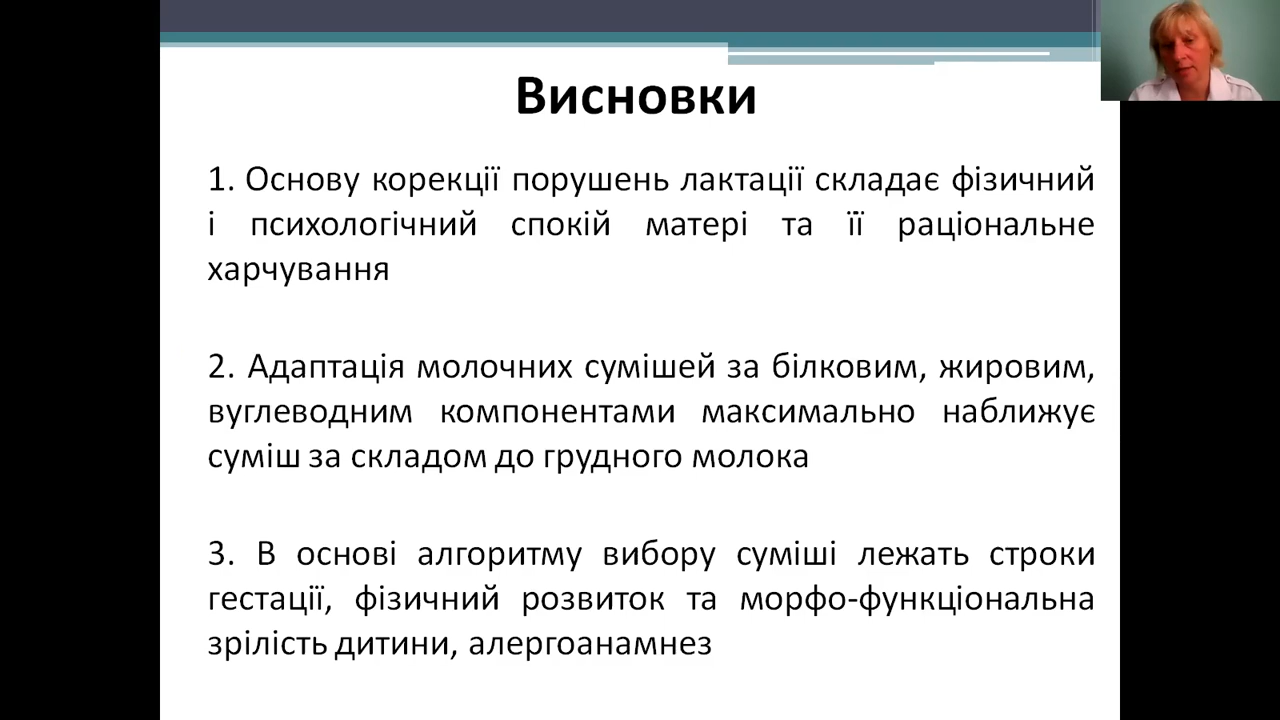 Висновки
1. Основу корекції порушень лактації складає фізичний
і психологічний спокій матері та її раціональне
харчування
2. Адаптація молочних сумішей за білковим, жировим,
вуглеводним компонентами максимально наближує
суміш за складом до грудного молока
3. В основі алгоритму вибору суміші лежать строки
гестації, фізичний розвиток та морфо-функціональна
зрілість дитини, алергоанамнез